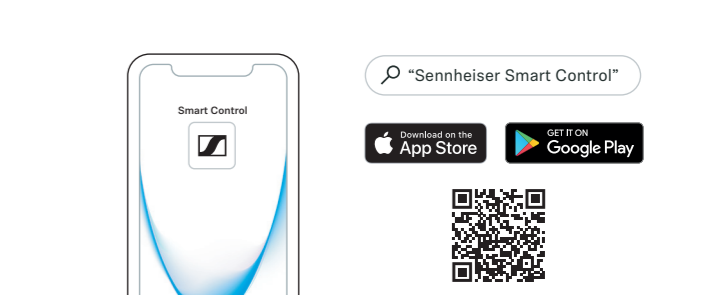 Smart Control
“Sennheiser Smart Control”
Download on the
App Store
GET IT ON
Google Play